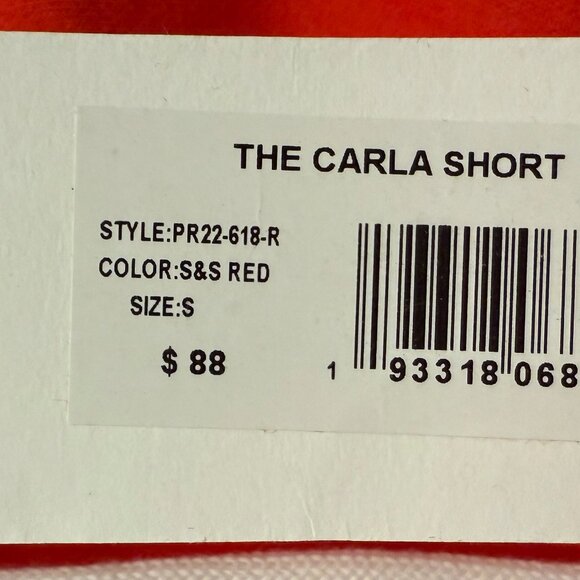 THE CARLA SHORT
STYLE:PR22-618-R
COLOR:S&S RED
SIZE:S
$ 88
1 93318 068